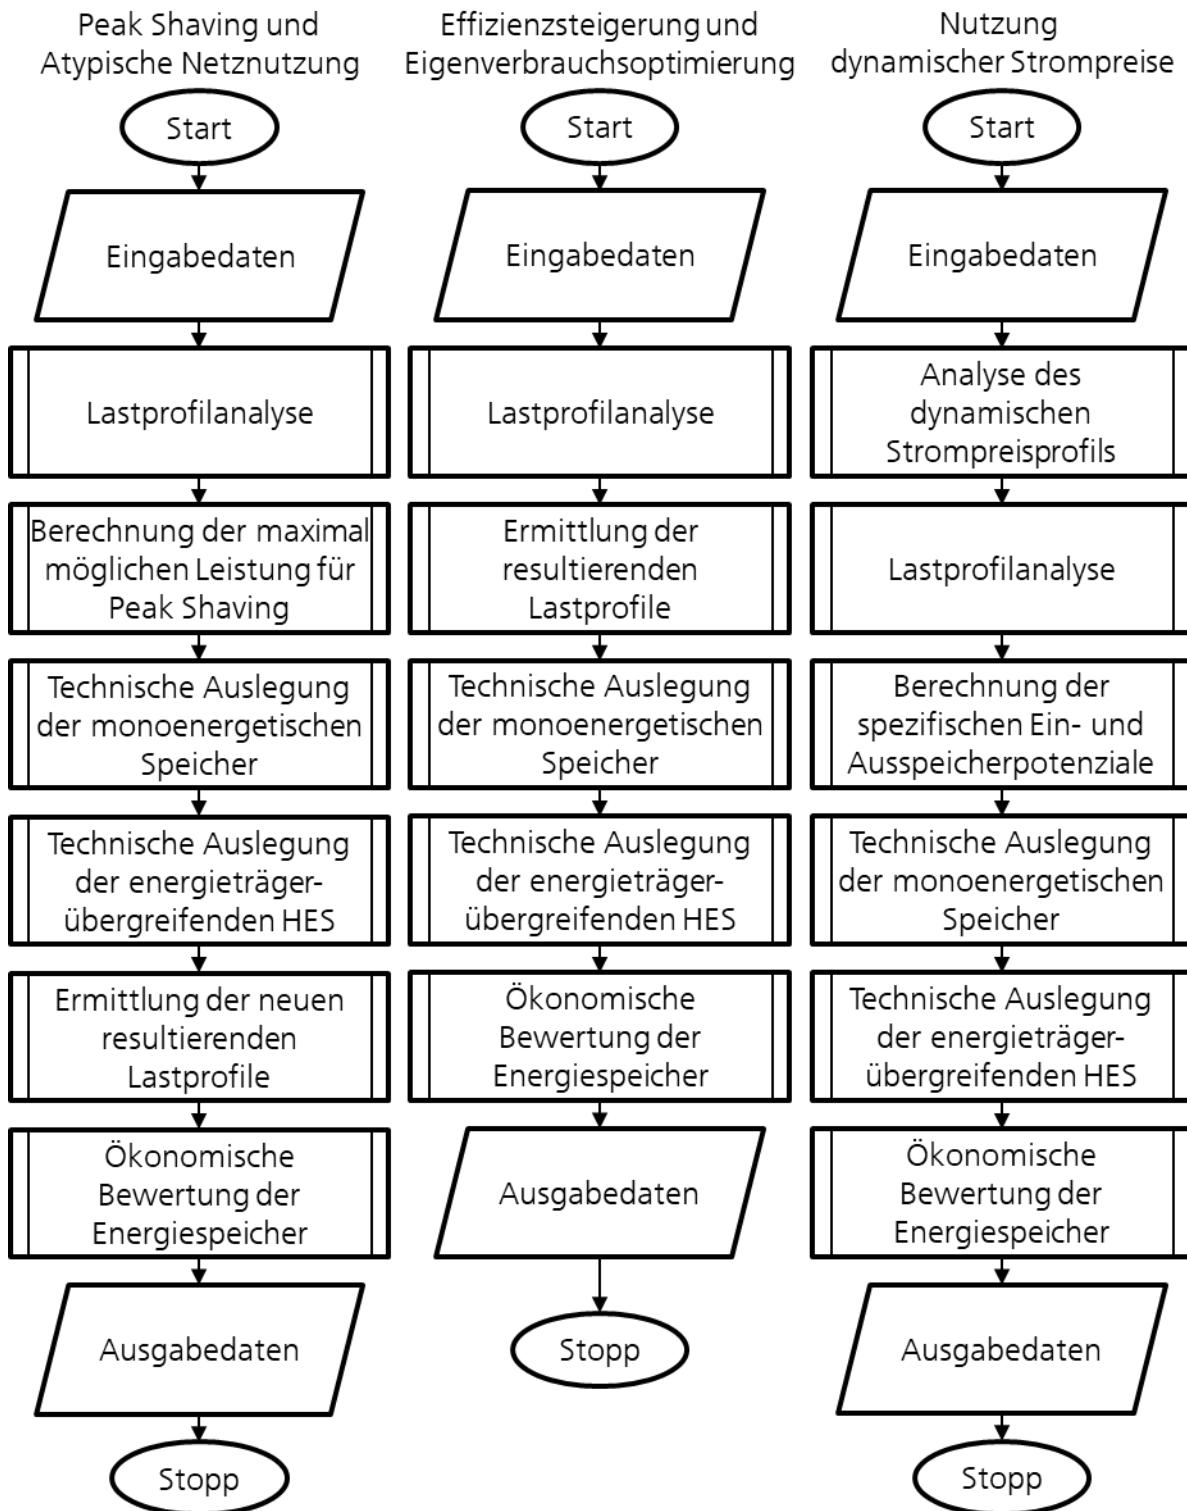 Peak Shaving und
Atypische Netznutzung
Start
Eingabedaten
Lastprofilanalyse
Berechnung der maximal
möglichen Leistung für
Peak Shaving
Technische Auslegung
der monoenergetischen
Speicher
Technische Auslegung
der energieträger-
übergreifenden HES
Ermittlung der neuen
resultierenden
Lastprofile
Ökonomische
Bewertung der
Energiespeicher
Ausgabedaten
Stopp
Effizienzsteigerung und
Eigenverbrauchsoptimierung
Start
Eingabedaten
Lastprofilanalyse
Ermittlung der
resultierenden
Lastprofile
Technische Auslegung
der monoenergetischen
Speicher
Technische Auslegung
der energieträger-
übergreifenden HES
Ökonomische
Bewertung der
Energiespeicher
Ausgabedaten
Stopp
Nutzung
dynamischer Strompreise
Start
Eingabedaten
Analyse des
dynamischen
Strompreisprofils
Lastprofilanalyse
Berechnung der
spezifischen Ein- und
Ausspeicherpotenziale
Technische Auslegung
der monoenergetischen
Speicher
Technische Auslegung
der energieträger-
übergreifenden HES
Ökonomische
Bewertung der
Energiespeicher
Ausgabedaten
Stopp